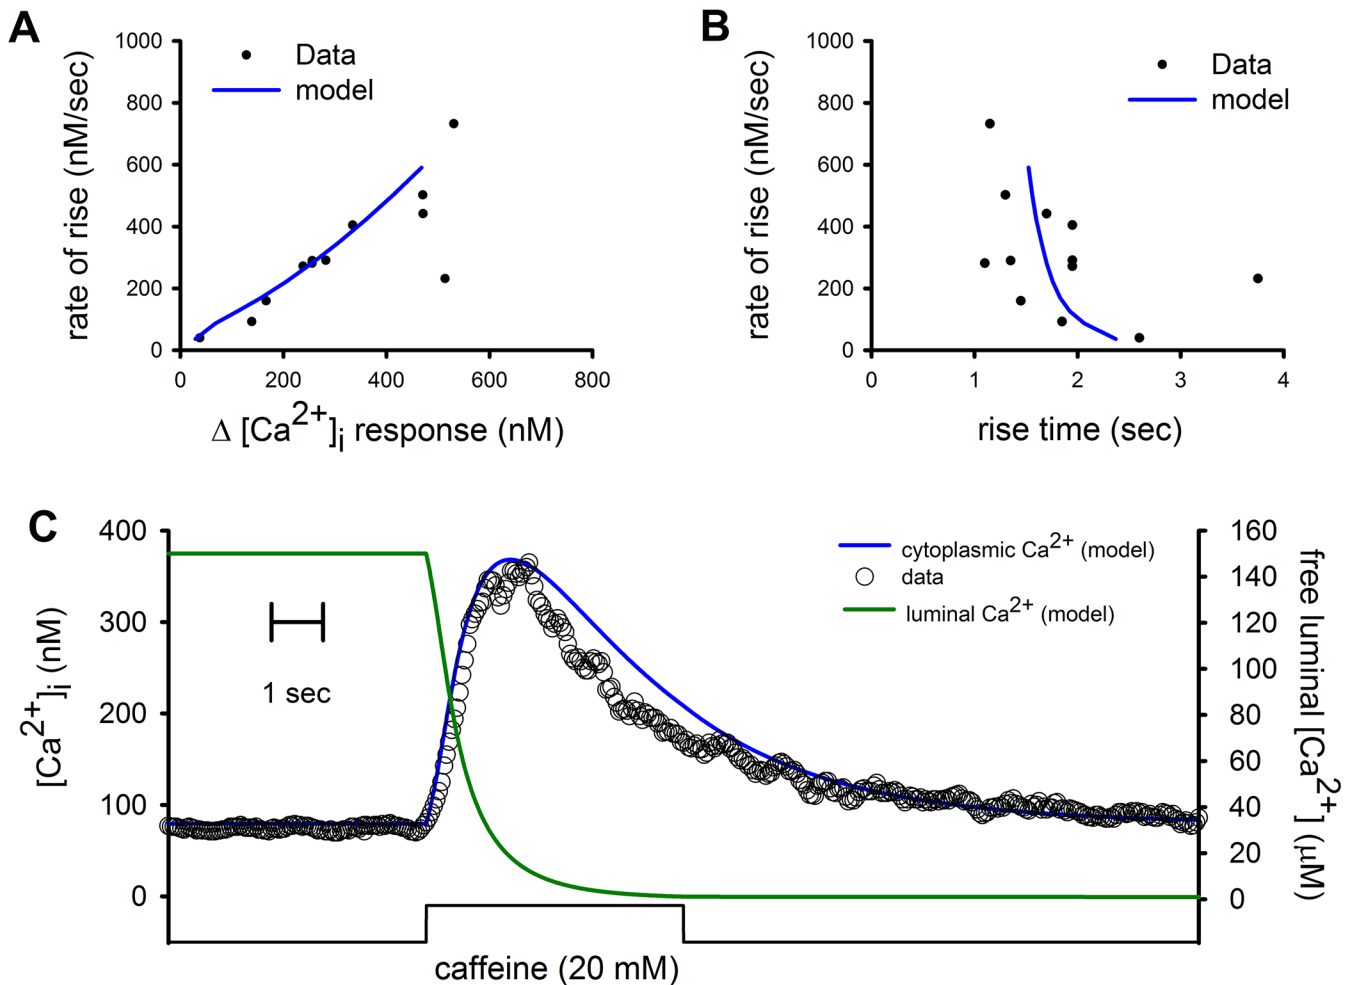 A
rate of rise (nM/sec)
1000
800
600
400
200
0
Data
model
0 200 400 600 800
Δ [Ca2+]i response (nM)
B
rate of rise (nM/sec)
1000
800
600
400
200
0
Data
model
0 1 2 3 4
rise time (sec)
C
[Ca2+]i (nM)
400
300
200
100
0
1 sec
cytoplasmic Ca2+ (model)
data
luminal Ca2+ (model)
160
140
120
100
80
60
40
20
0
free luminal [Ca2+] (μM)
caffeine (20 mM)